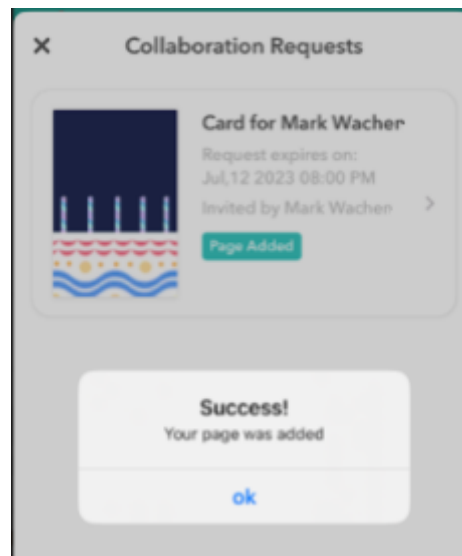 Collaboration Requests
Card for Mark Wacher
Request expires on:
Jul,12 2023 08:00 PM
Invited by Mark Wacher
Page Added
Success!
Your page was added
ok